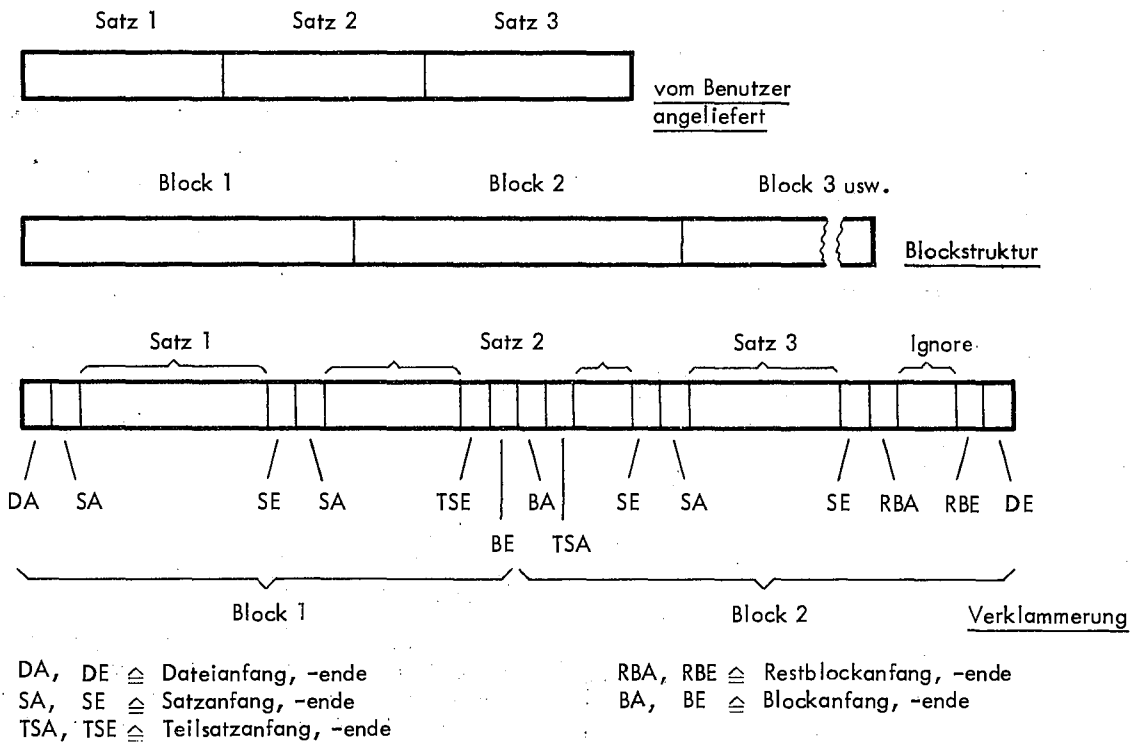 Satz 1 Satz 2 Satz 3
vom Benutzer
angeliefert
Block 1 Block 2 Block 3 usw.
Blockstruktur
Satz 1 Satz 2 Satz 3 Ignore
DA SA SE SA TSE BA SE SA SE RBA RBE DE
BE TSA
Block 1 Block 2 Verklammerung
DA, DE ≙ Dateianfang, -ende RBA, RBE ≙ Restblockanfang, -ende
SA, SE ≙ Satzanfang, -ende BA, BE ≙ Blockanfang, -ende
TSA, TSE ≙ Teilsatzanfang, -ende